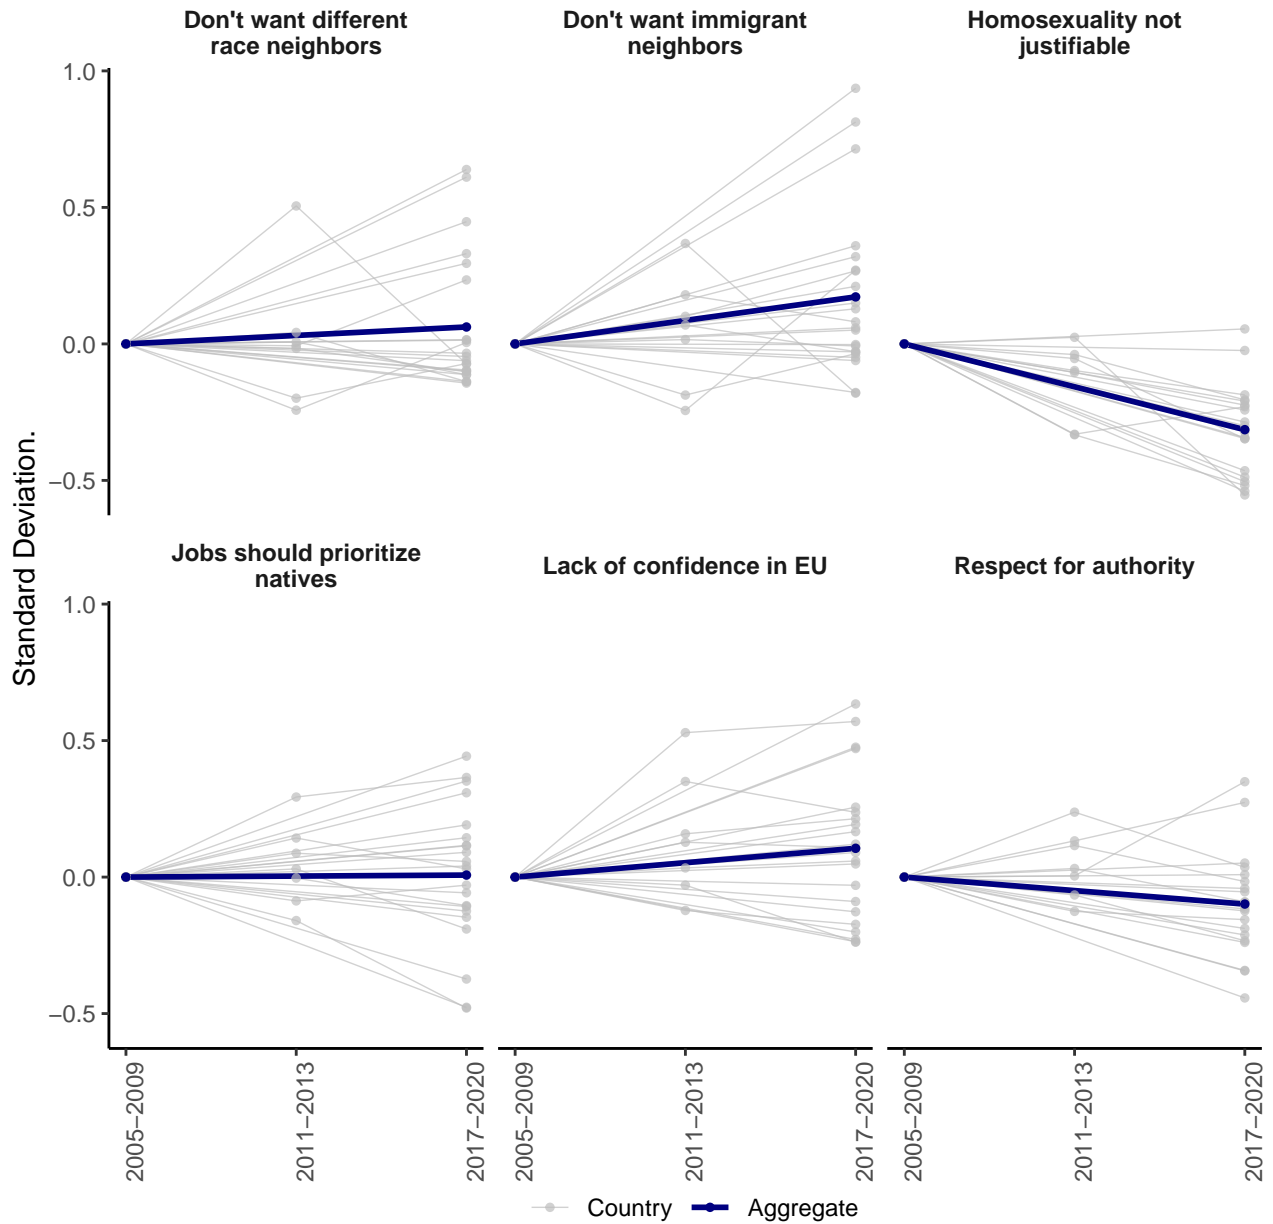 Don't want different
race neighbors
Don't want immigrant
neighbors
Homosexuality not
justifiable
1.0
0.5
0.0
−0.5
Standard Deviation.
Jobs should prioritize
natives
Lack of confidence in EU
Respect for authority
1.0
0.5
0.0
−0.5
2005−2009
2011−2013
2017−2020
2005−2009
2011−2013
2017−2020
2005−2009
2011−2013
2017−2020
Country
Aggregate